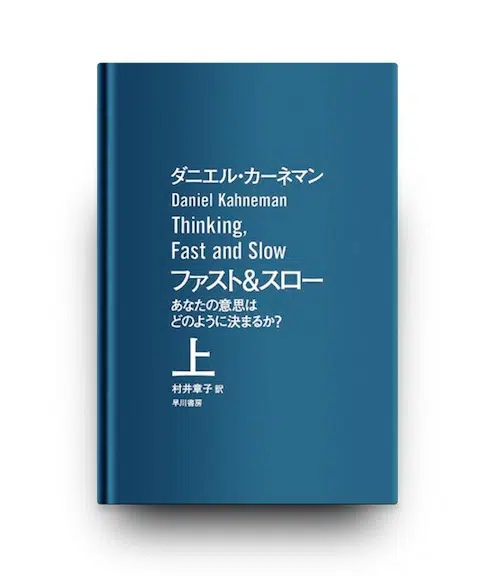 ダニエル・カーネマン
Daniel Kahneman
Thinking,
Fast and Slow
ファスト&スロー
あなたの意思は
どのように決まるか?
上
村井章子 訳
早川書房